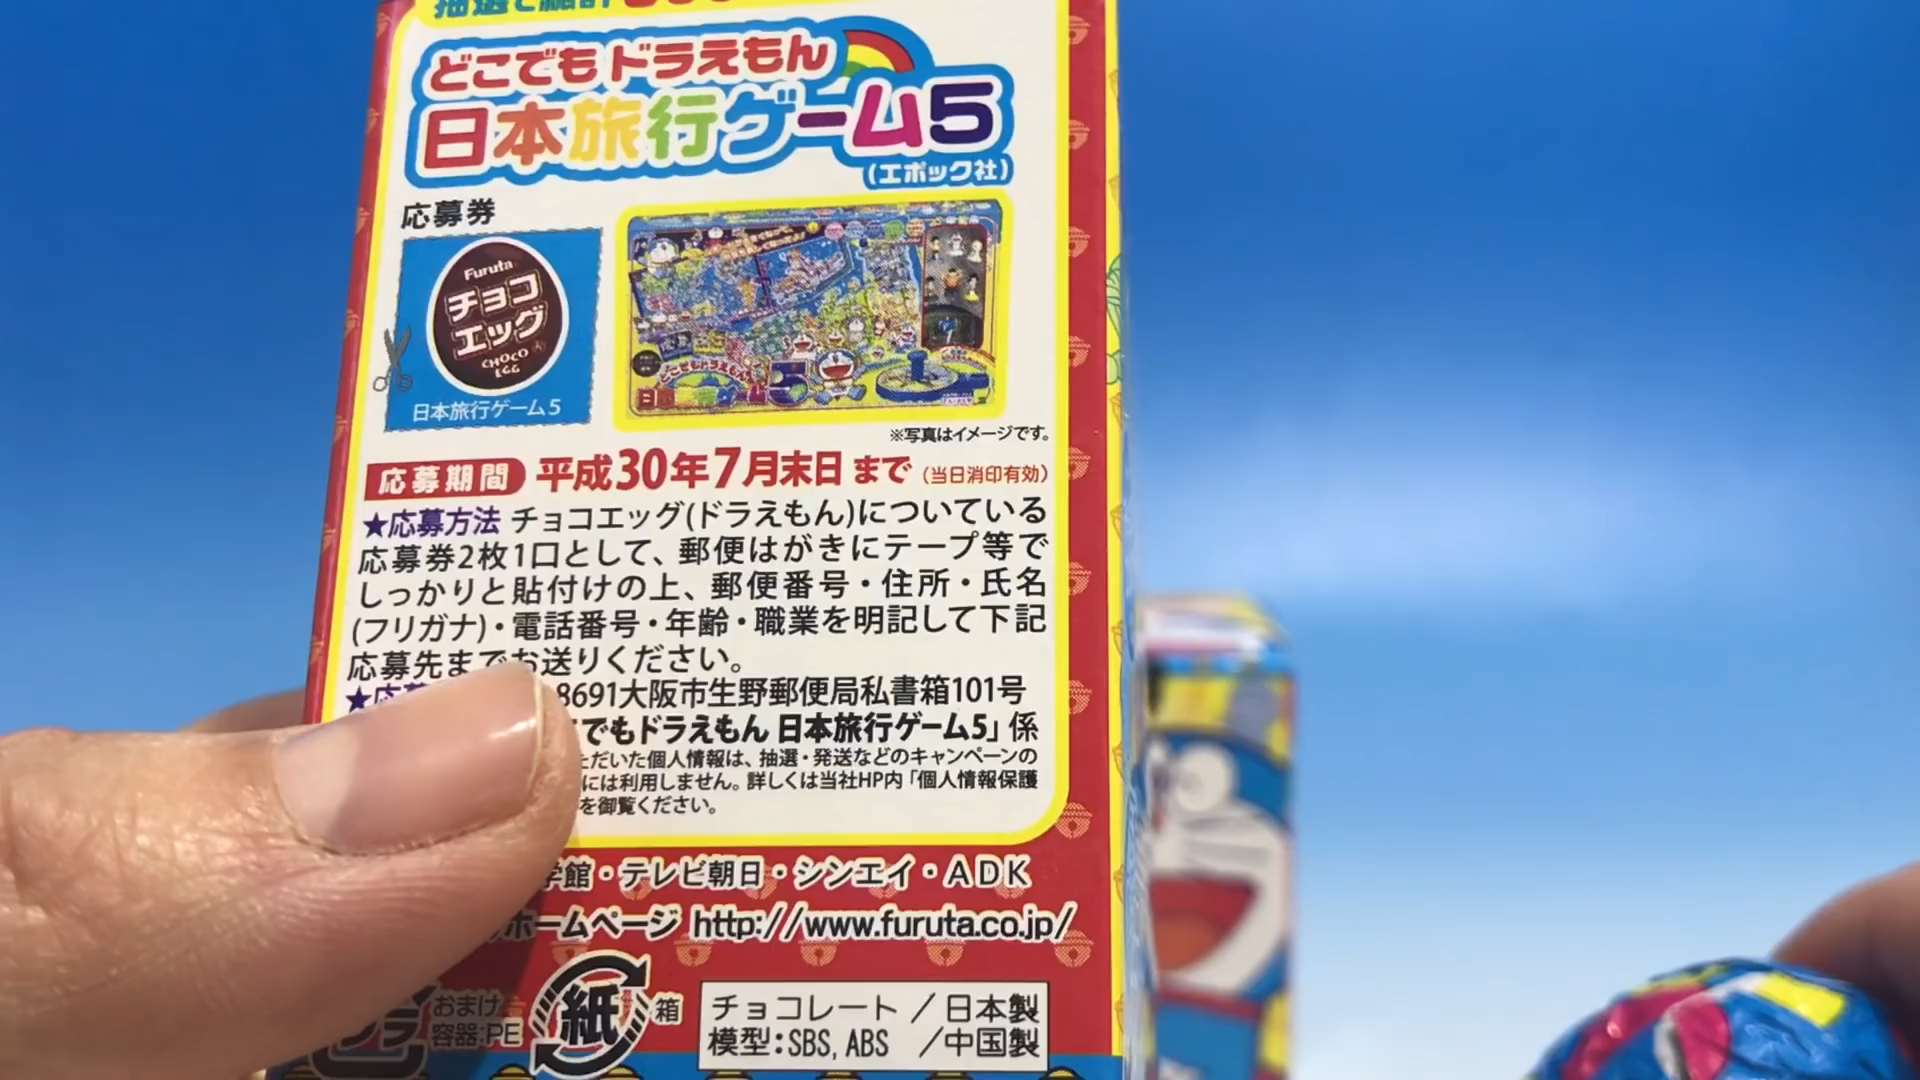 抽選で総計
どこでもドラえもん
日本旅行ゲーム5
(エポック社)
応募券
Furuta
チョコ
エッグ
CHOCO
EGG
日本旅行ゲーム5
※写真はイメージです。
応募期間 平成30年7月末日まで(当日消印有効)
★応募方法 チョコエッグ(ドラえもん)についている
応募券2枚1口として、郵便はがきにテープ等で
しっかりと貼付けの上、郵便番号・住所・氏名
(フリガナ)・電話番号・年齢・職業を明記して下記
応募先までお送りください。
★応 8691大阪市生野郵便局私書箱101号
でもドラえもん 日本旅行ゲーム5」係
ただいた個人情報は、抽選・発送などのキャンペーンの
には利用しません。詳しくは当社HP内「個人情報保護
を御覧ください。
学館・テレビ朝日・シンエイ・ADK
ホームページ http://www.furuta.co.jp/
おまけ
容器:PE
紙
箱
チョコレート/日本製
模型:SBS, ABS /中国製